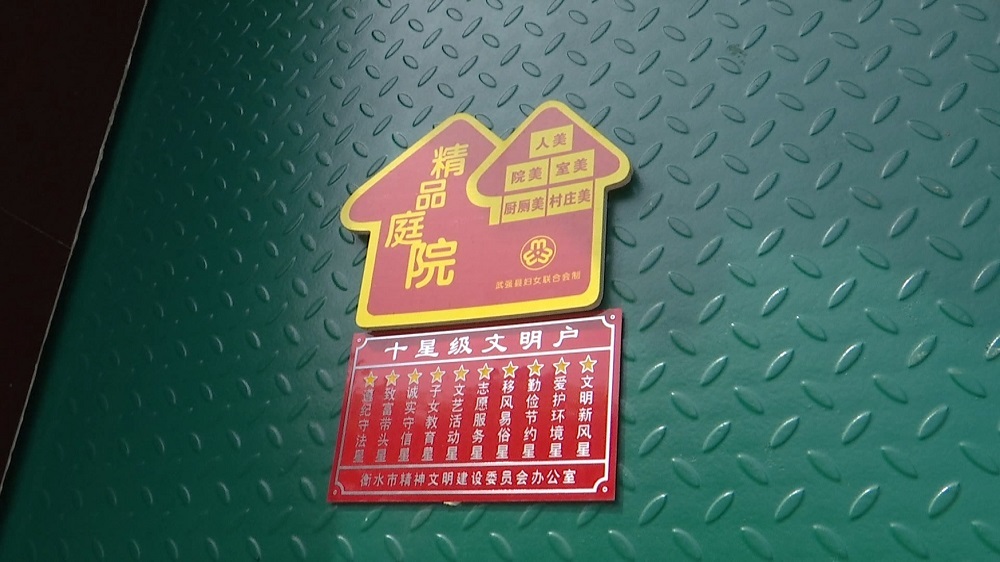 精品庭院
人美
院美 室美
厨厕美 村庄美
武强县妇女联合会制
十星级文明户
遵纪守法星
致富带头星
诚实守信星
子女教育星
文艺活动星
志愿服务星
移风易俗星
勤俭节约星
爱护环境星
文明新风星
衡水市精神文明建设委员会办公室